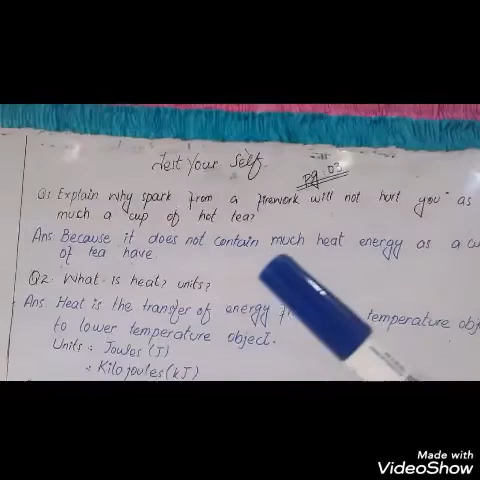 Test Your Self.
pg: 03
Q1. Explain why spark from a firework will not hurt you as
much a cup of hot tea?
Ans. Because it does not contain much heat energy as a
of tea have.
Q2. What is heat? units?
Ans. Heat is the transfer of energy temperature
to lower temperature object.
Units: Joules (J)
: Kilojoules (kJ)
Made with
VideoShow